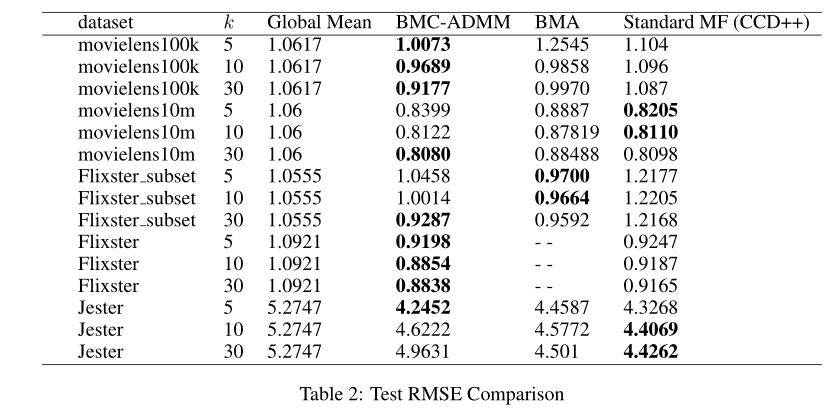 dataset k Global Mean BMC-ADMM BMA Standard MF (CCD++)
movielens100k 5 1.0617 1.0073 1.2545 1.104
movielens100k 10 1.0617 0.9689 0.9858 1.096
movielens100k 30 1.0617 0.9177 0.9970 1.087
movielens10m 5 1.06 0.8399 0.8887 0.8205
movielens10m 10 1.06 0.8122 0.87819 0.8110
movielens10m 30 1.06 0.8080 0.88488 0.8098
Flixster_subset 5 1.0555 1.0458 0.9700 1.2177
Flixster_subset 10 1.0555 1.0014 0.9664 1.2205
Flixster_subset 30 1.0555 0.9287 0.9592 1.2168
Flixster 5 1.0921 0.9198 - - 0.9247
Flixster 10 1.0921 0.8854 - - 0.9187
Flixster 30 1.0921 0.8838 - - 0.9165
Jester 5 5.2747 4.2452 4.4587 4.3268
Jester 10 5.2747 4.6222 4.5772 4.4069
Jester 30 5.2747 4.9631 4.501 4.4262
Table 2: Test RMSE Comparison